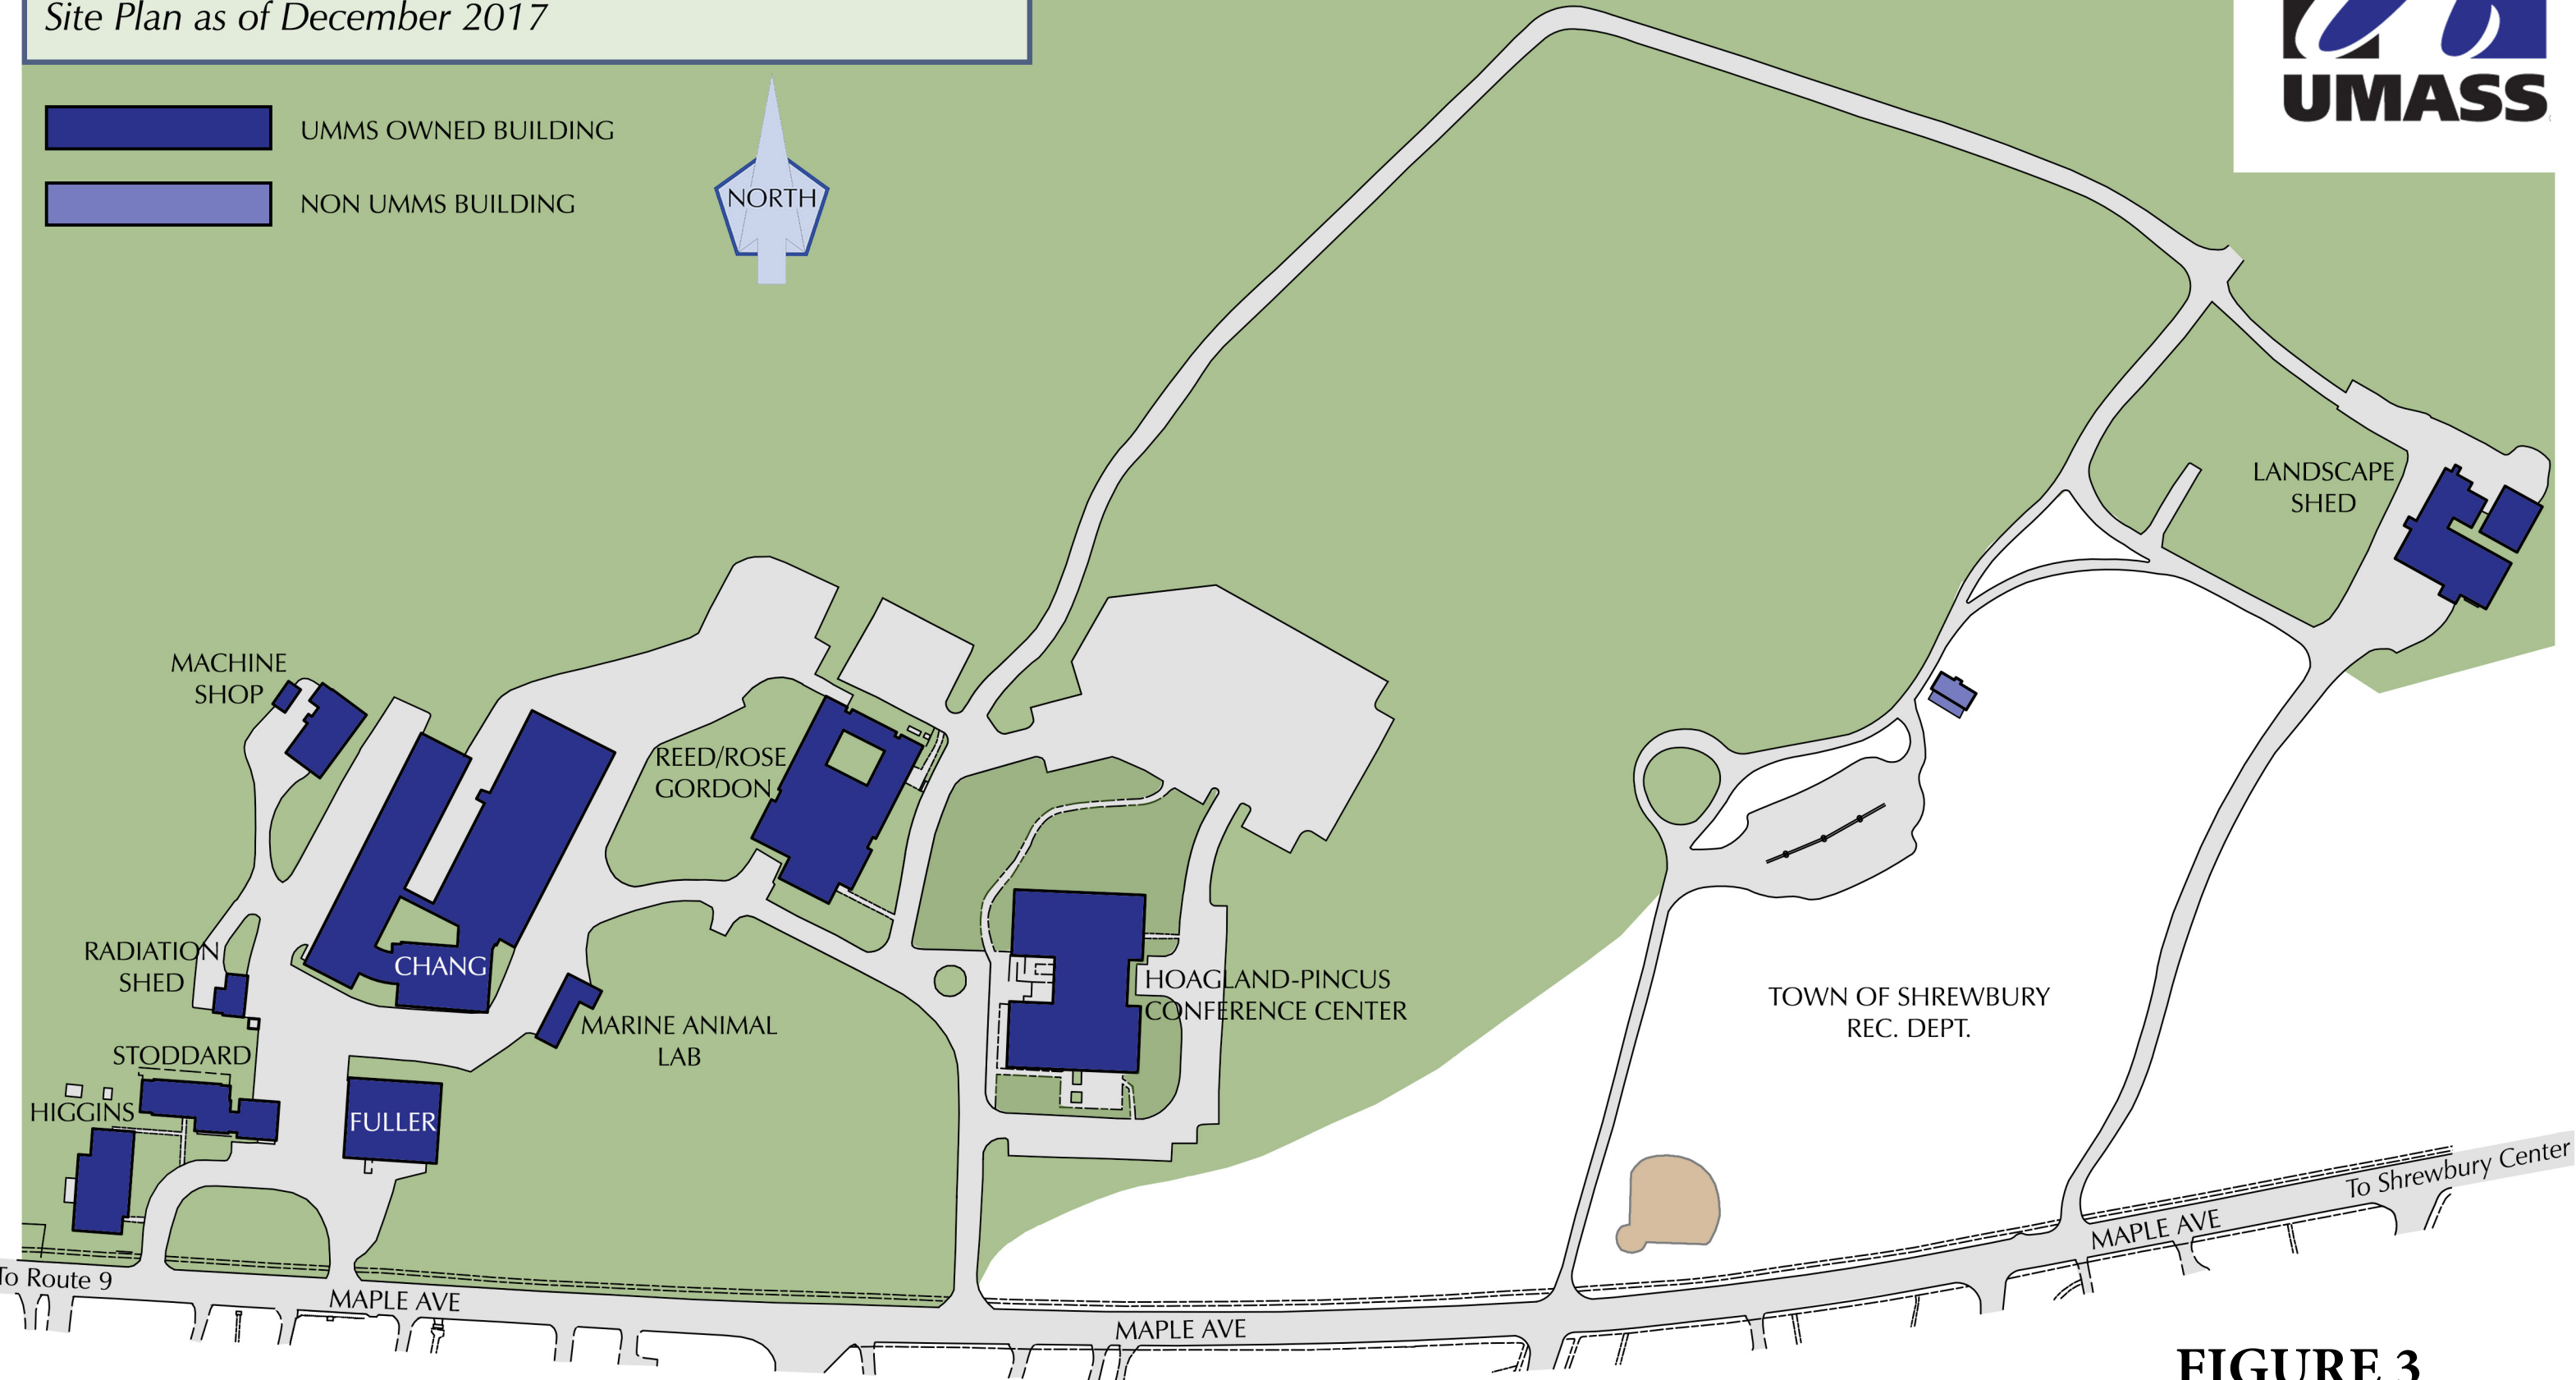 Site Plan as of December 2017
UMASS
UMMS OWNED BUILDING
NON UMMS BUILDING
NORTH
LANDSCAPE
SHED
MACHINE
SHOP
REED/ROSE
GORDON
RADIATION
SHED
CHANG
HOAGLAND-PINCUS
CONFERENCE CENTER
MARINE ANIMAL
LAB
TOWN OF SHREWBURY
REC. DEPT.
STODDARD
HIGGINS
FULLER
To Shrewbury Center
MAPLE AVE
To Route 9
MAPLE AVE
MAPLE AVE
FIGURE 3